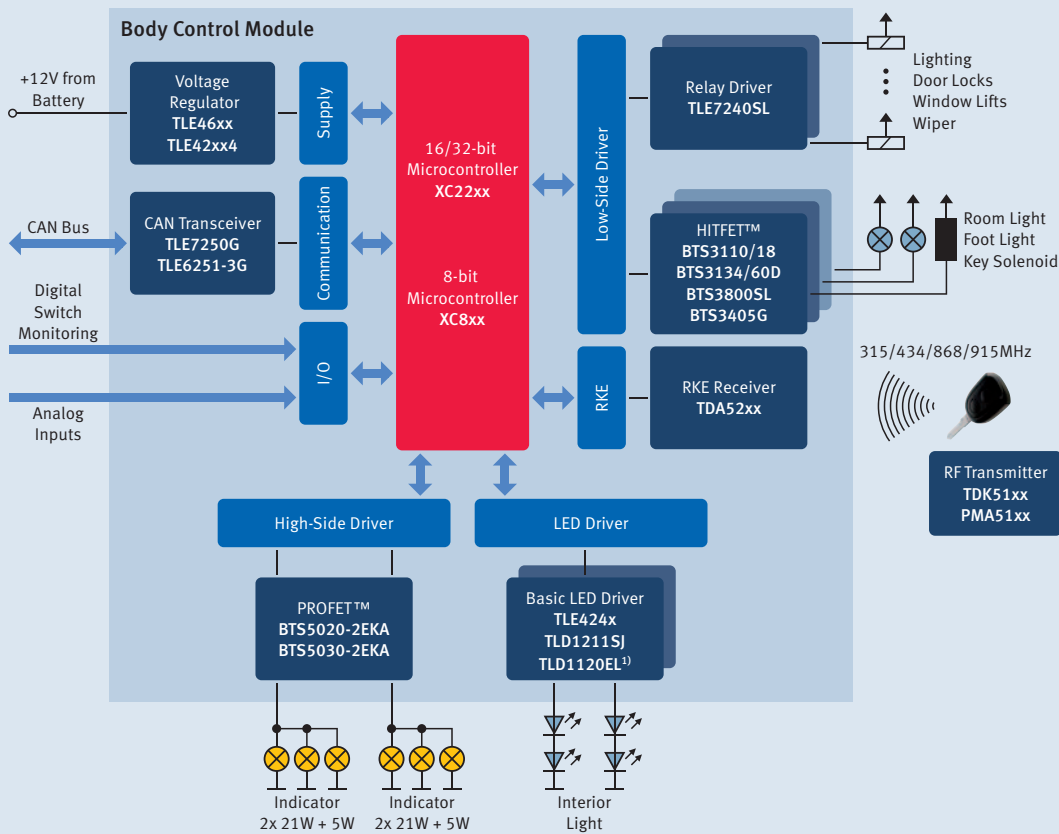 Body Control Module
+12V from
Battery
Voltage
Regulator
TLE46xx
TLE42xx4
Supply
16/32-bit
Microcontroller
XC22xx
8-bit
Microcontroller
XC8xx
Low-Side Driver
Relay Driver
TLE7240SL
Lighting
Door Locks
Window Lifts
Wiper
CAN Bus
CAN Transceiver
TLE7250G
TLE6251-3G
Communication
HITFET™
BTS3110/18
BTS3134/60D
BTS3800SL
BTS3405G
Room Light
Foot Light
Key Solenoid
Digital
Switch
Monitoring
Analog
Inputs
I/O
RKE
RKE Receiver
TDA52xx
315/434/868/915MHz
RF Transmitter
TDK51xx
PMA51xx
High-Side Driver
LED Driver
PROFET™
BTS5020-2EKA
BTS5030-2EKA
Basic LED Driver
TLE424x
TLD1211SJ
TLD1120EL¹⁾
Indicator
2x 21W + 5W
Indicator
2x 21W + 5W
Interior
Light